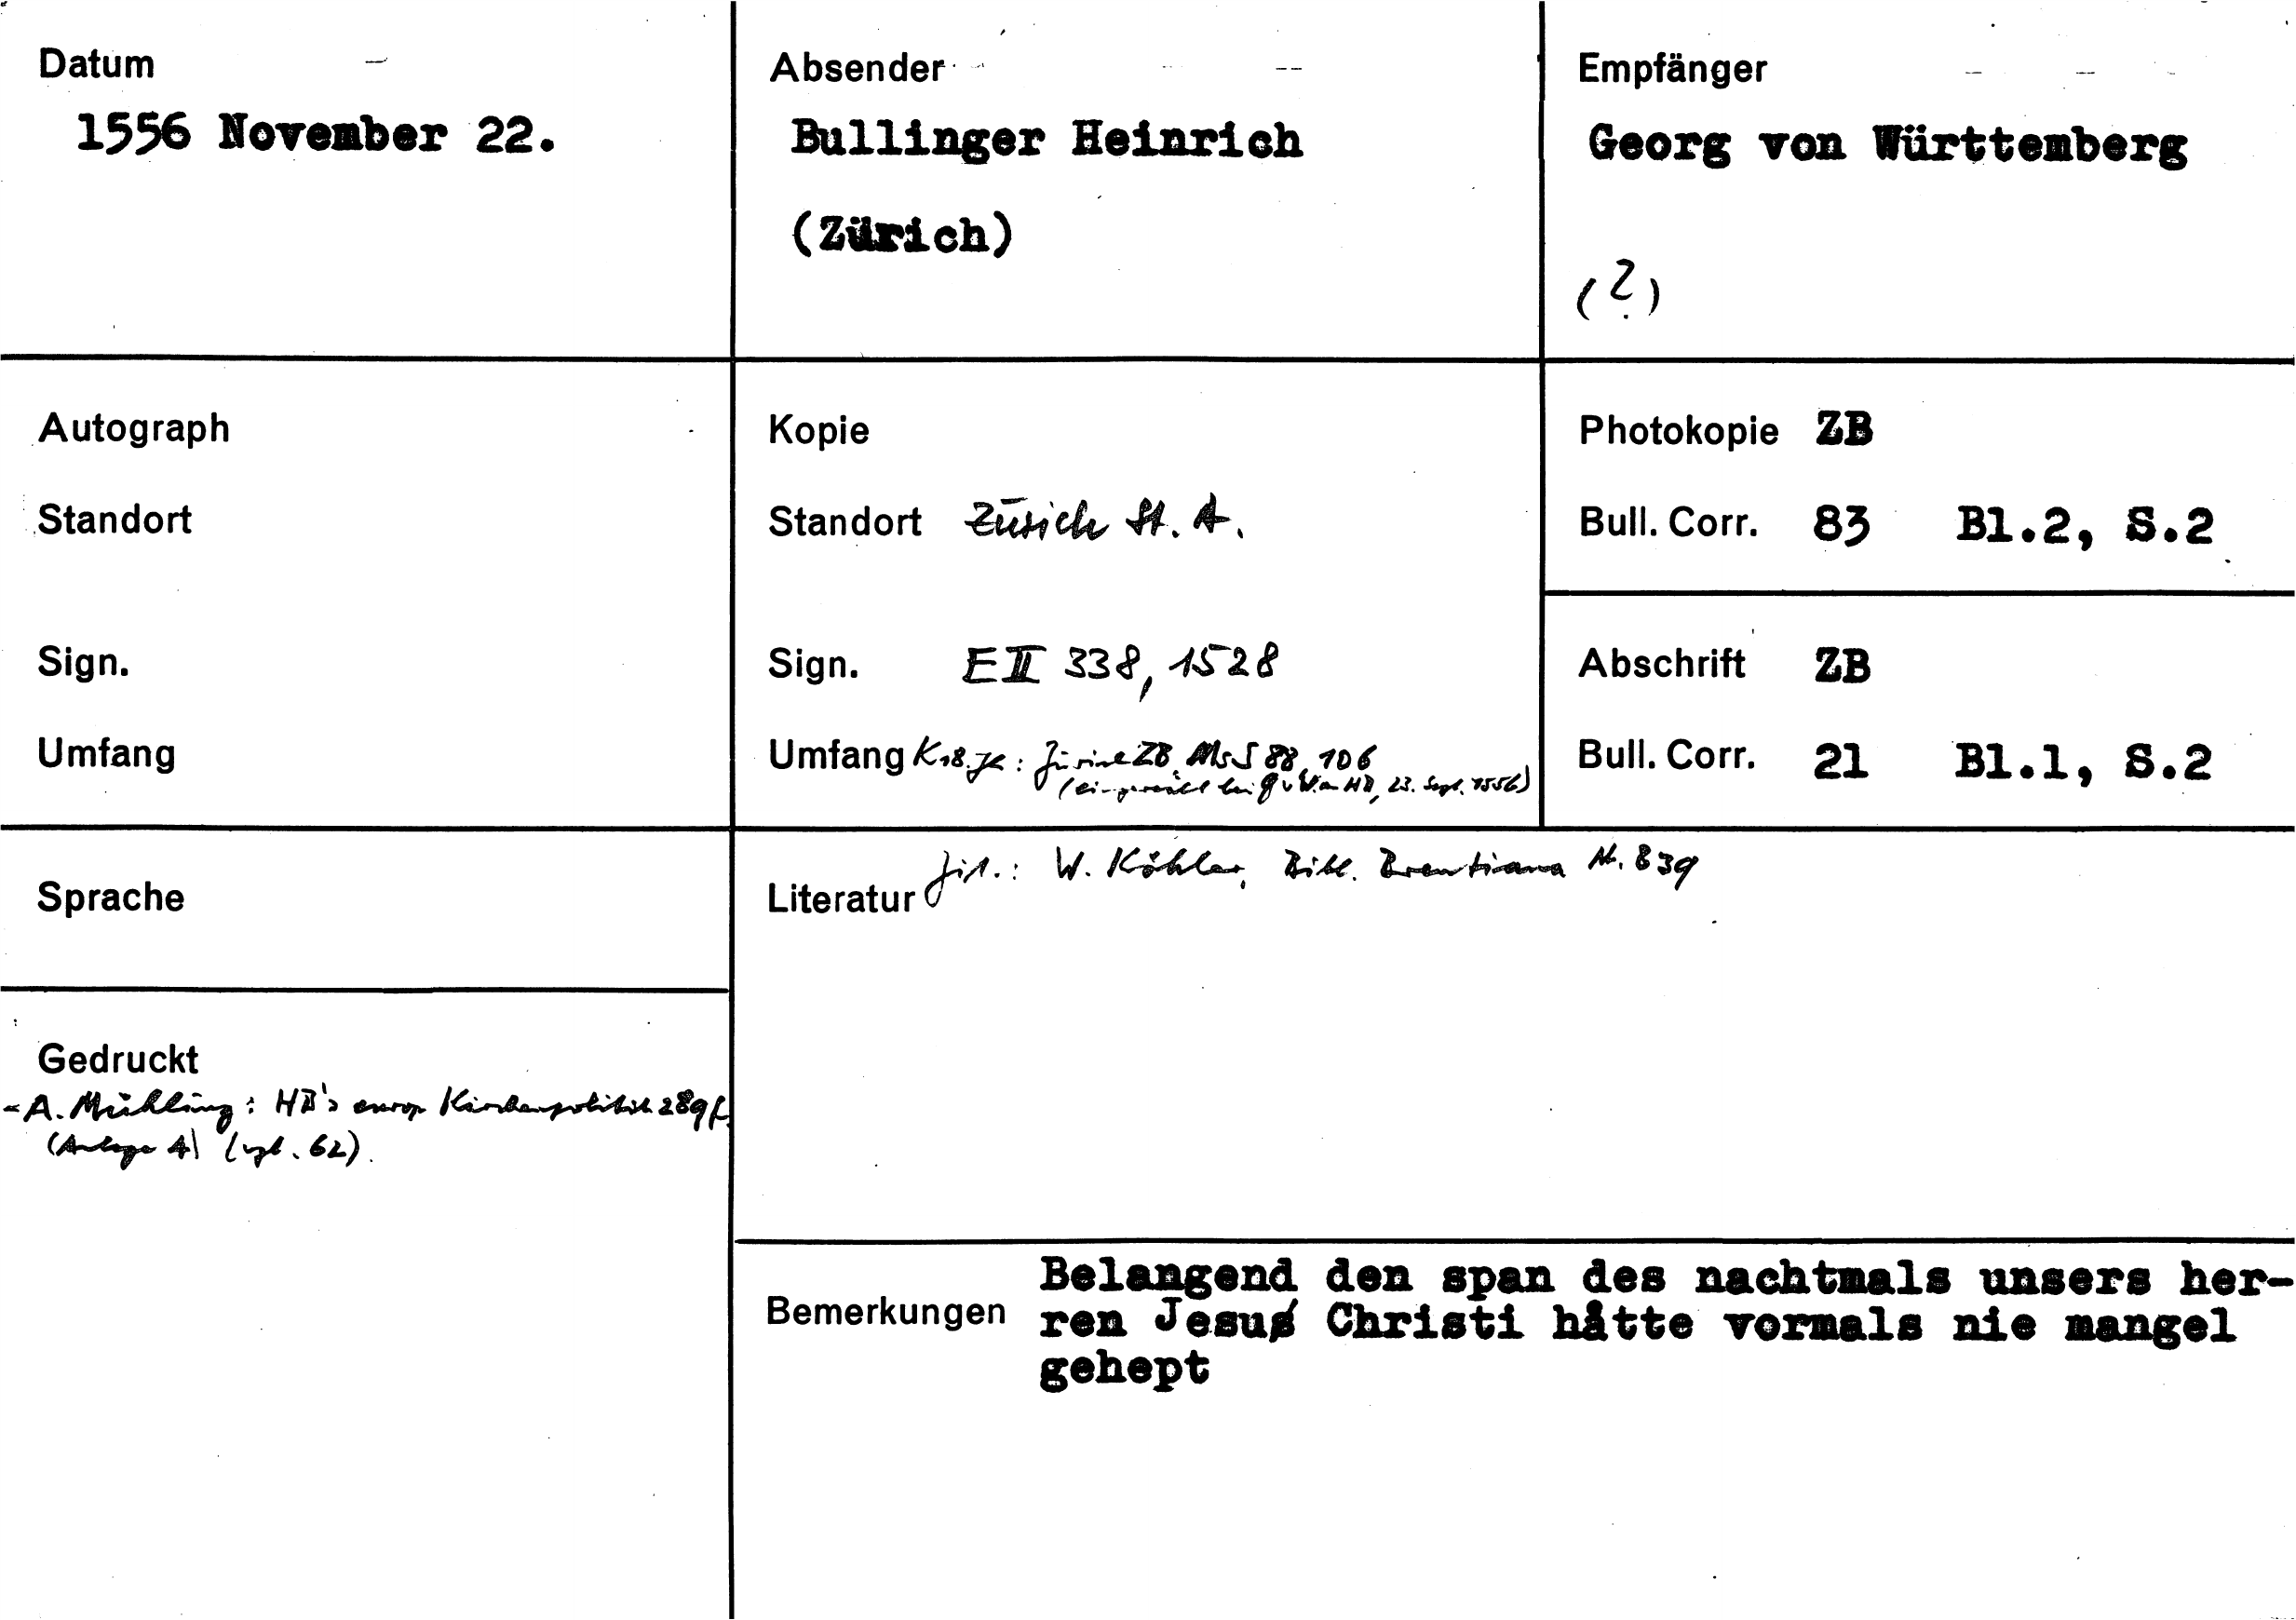 Datum
1556 November 22.
Absender
Bullinger Heinrich
(Zürich)
Empfänger
Georg von Württemberg
(?)
Autograph
Standort
Sign.
Umfang
Kopie
Standort Zürich St. A.
Sign. E II 338, 1528
Umfang K. 18. Jh.: Zürich ZB, Ms S 88, 106
(bei G v W. an HB, 23. Sept. 1556)
Photokopie ZB
Bull. Corr. 83 Bl.2, S.2
Abschrift ZB
Bull. Corr. 21 Bl.1, S.2
Sprache
Literatur Zit.: W. Köhler, Bibl. Brentiana Nr. 839
Gedruckt
- A. Mühling: HB's europ Kirchenpolitik 289f.
(Anlage 4) (vgl. 62).
Bemerkungen
Belangend den span des nachtmals unsers her-
ren Jesus Christi håtte vormals nie mangel
gehept